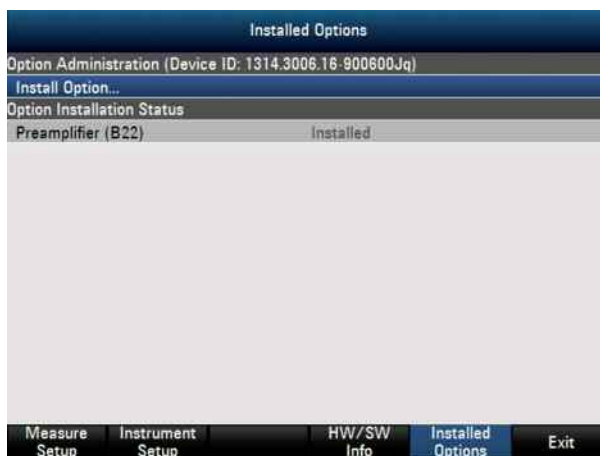 Installed Options
Option Administration (Device ID: 1314.3006.16-900600Jq)
Install Option...
Option Installation Status
Preamplifier (B22) Installed
Measure Instrument HW/SW Installed
Setup Setup Info Options Exit